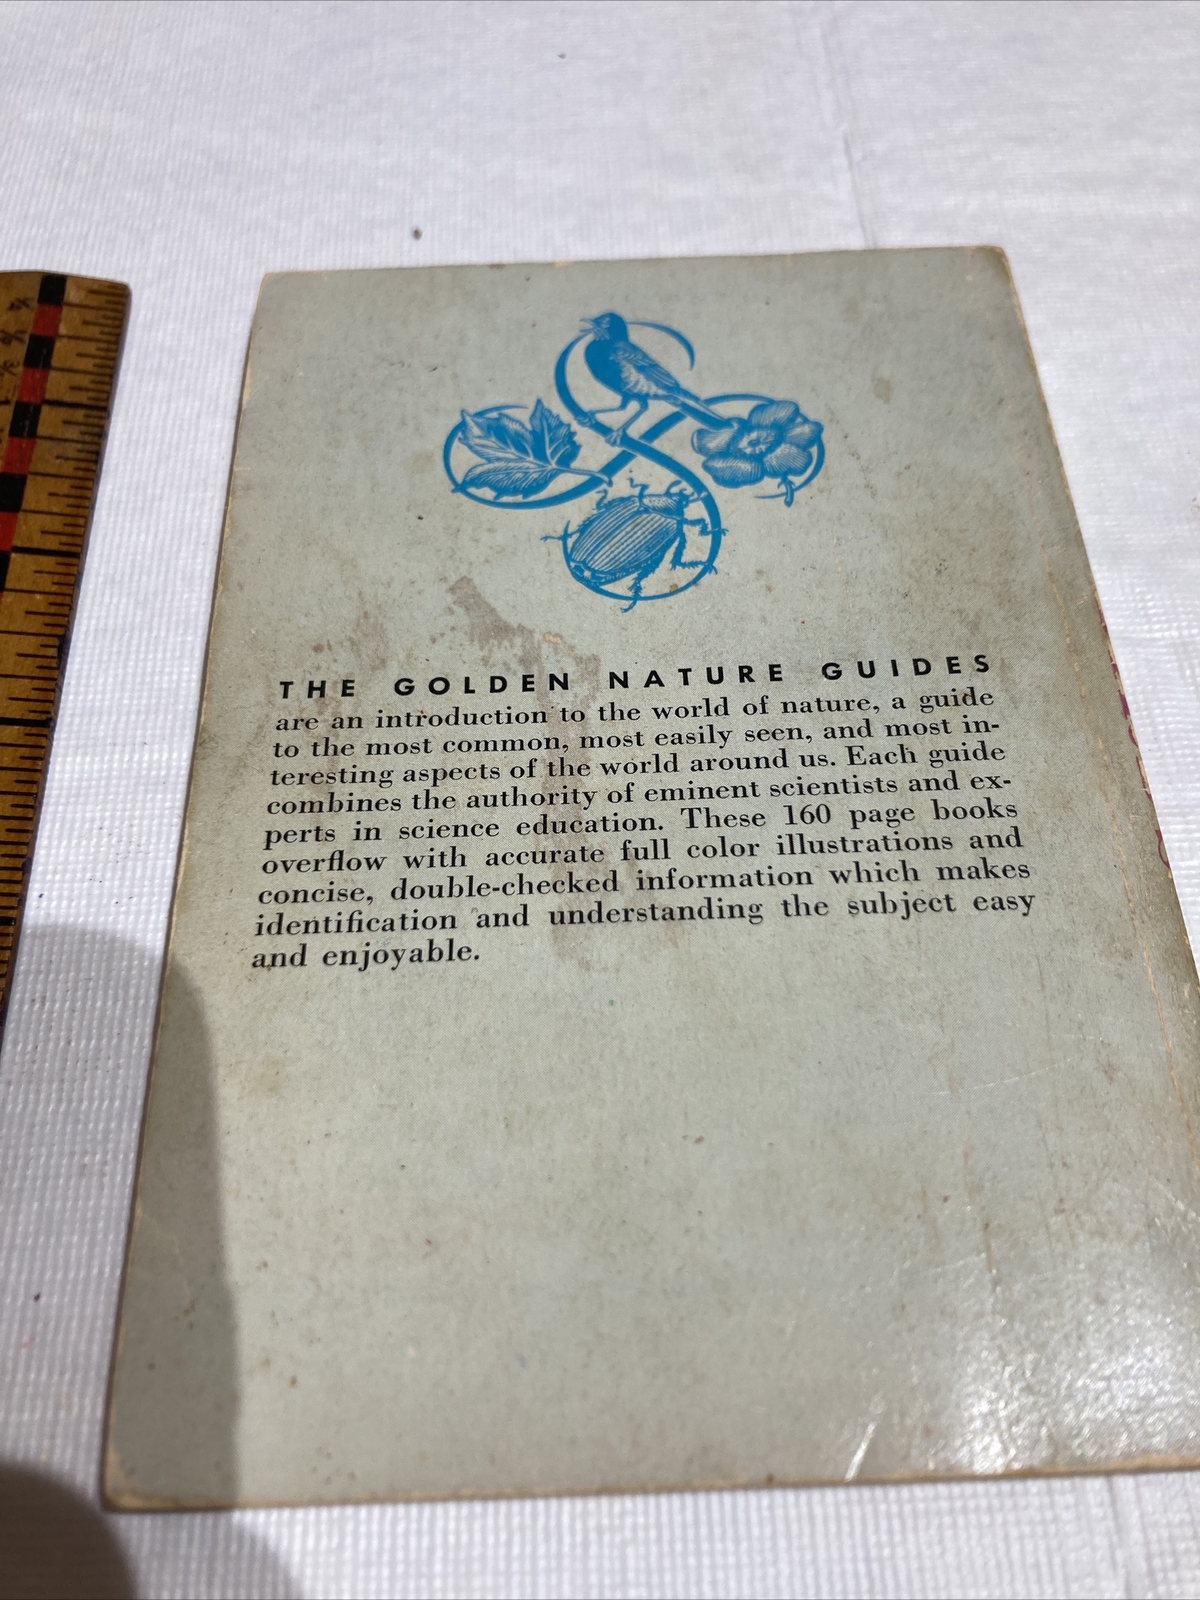 THE GOLDEN NATURE GUIDES
are an introduction to the world of nature, a guide
to the most common, most easily seen, and most in-
teresting aspects of the world around us. Each guide
combines the authority of eminent scientists and ex-
perts in science education. These 160 page books
overflow with accurate full color illustrations and
concise, double-checked information which makes
identification and understanding the subject easy
and enjoyable.